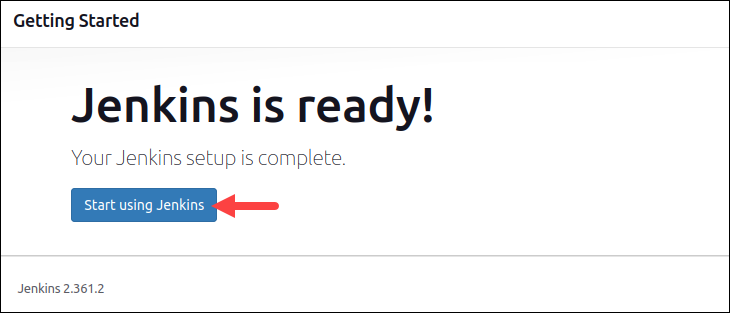 Getting Started
Jenkins is ready!
Your Jenkins setup is complete.
Start using Jenkins
Jenkins 2.361.2